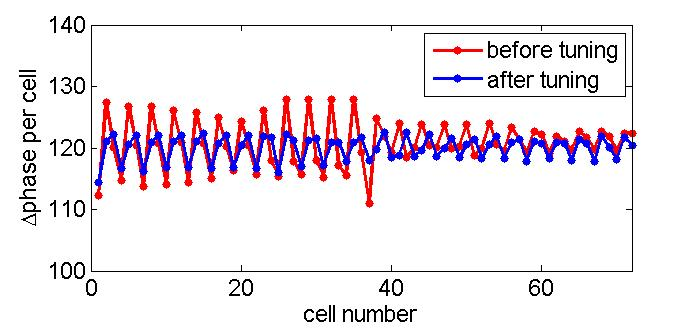 140
130
120
110
100
Δphase per cell
before tuning
after tuning
0
20
40
60
cell number